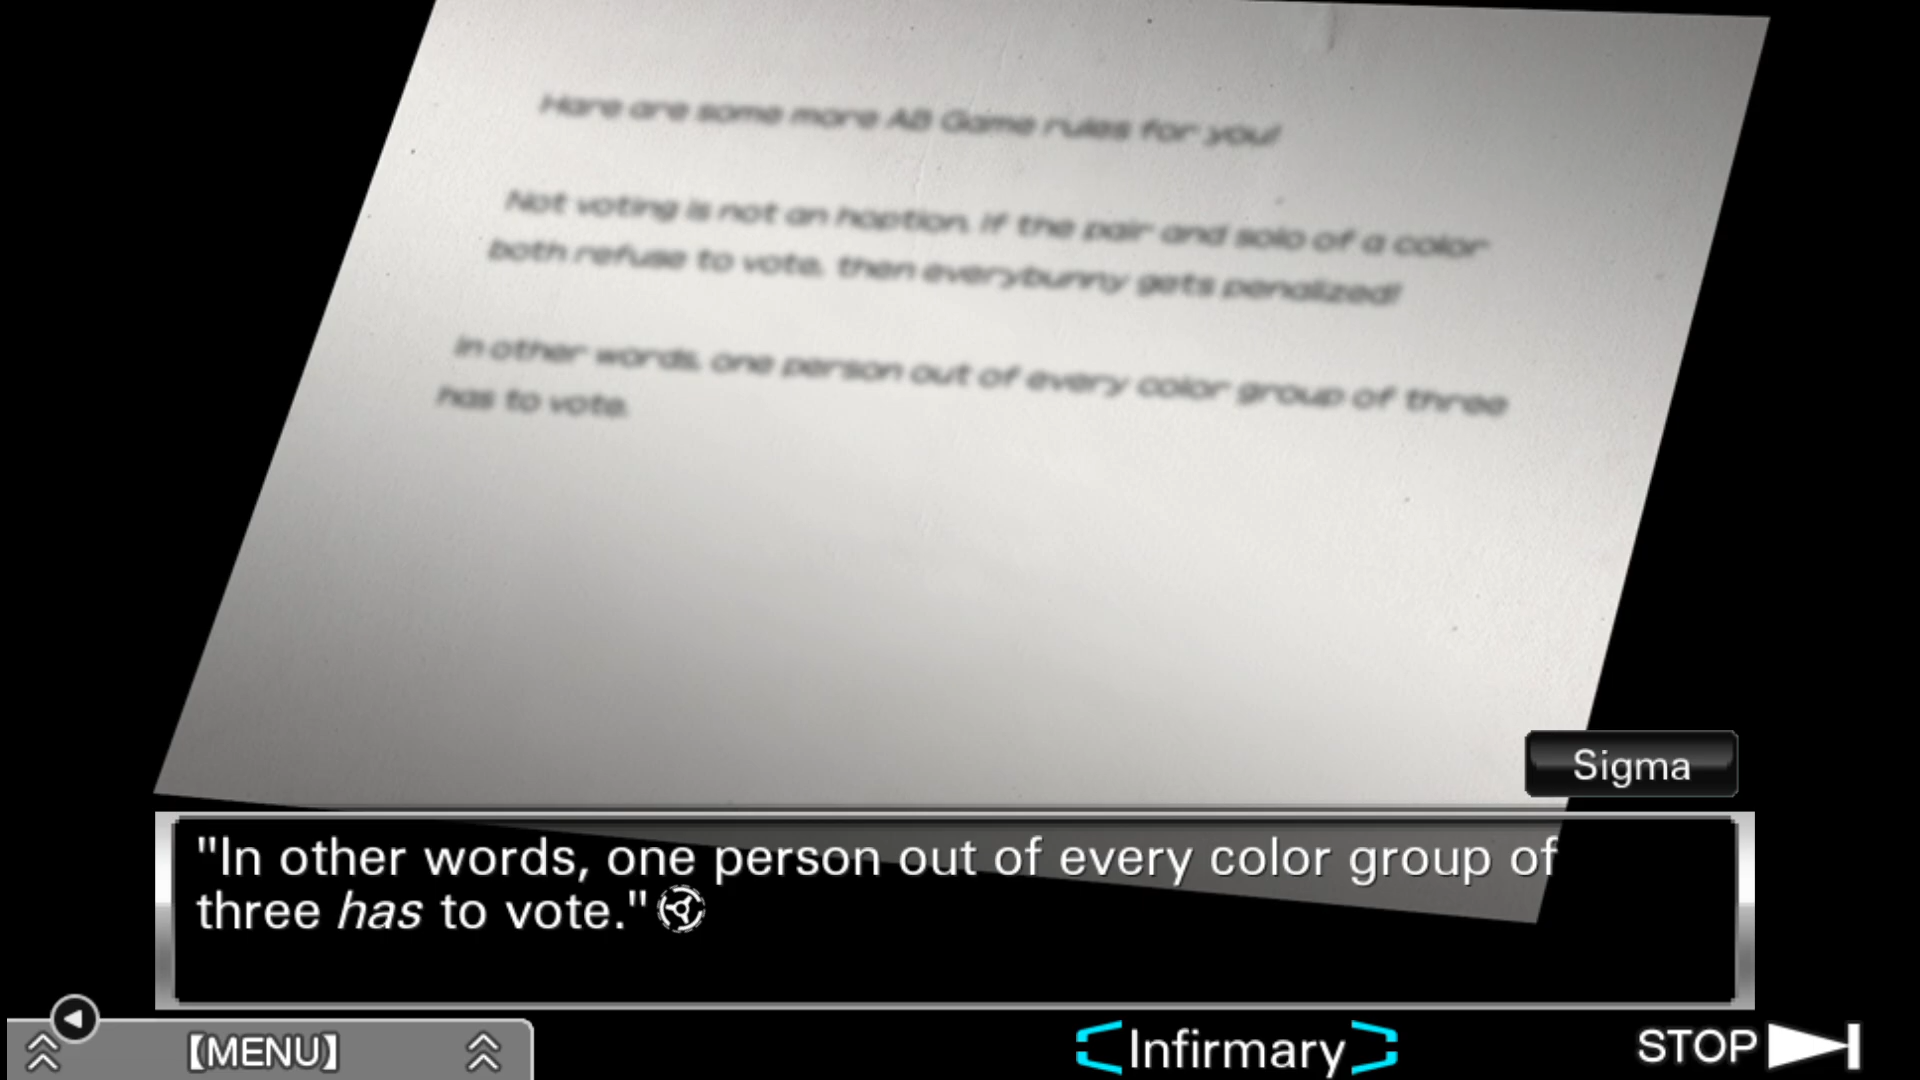 Hare are some more AB Game rules for you!
Not voting is not an hoption. If the pair and solo of a color
both refuse to vote, then everybunny gets penalized!
In other words, one person out of every color group of three
has to vote.
Sigma
"In other words, one person out of every color group of
three has to vote."
【MENU】
Infirmary
STOP